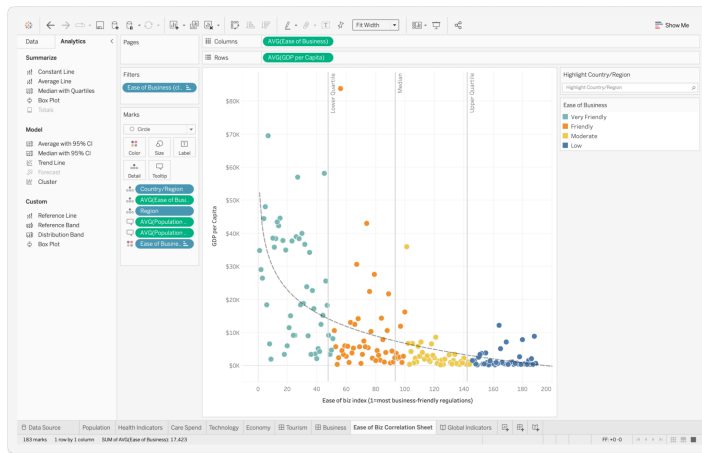 Fit Width
Show Me
Data
Analytics
Pages
Columns
AVG(Ease of Business)
Rows
AVG(GDP per Capita)
Summarize
Constant Line
Average Line
Median with Quartiles
Box Plot
Totals
Model
Average with 95% CI
Median with 95% CI
Trend Line
Forecast
Cluster
Custom
Reference Line
Reference Band
Distribution Band
Box Plot
Filters
Ease of Business (cl..
Marks
Circle
Color
Size
Label
Detail
Tooltip
Country/Region
AVG(Ease of Busi..
Region
AVG(Population ..
AVG(Population ..
Ease of Busine..
Lower Quartile
Median
Upper Quartile
GDP per Capita
$80K
$70K
$60K
$50K
$40K
$30K
$20K
$10K
$0K
0
20
40
60
80
100
120
140
160
180
200
Ease of biz index (1=most business-friendly regulations)
Highlight Country/Region
Highlight Country/Region
Ease of Business
Very Friendly
Friendly
Moderate
Low
Data Source
Population
Health Indicators
Care Spend
Technology
Economy
Tourism
Business
Ease of Biz Correlation Sheet
Global Indicators
183 marks
1 row by 1 column
SUM of AVG(Ease of Business): 17,423
FF: +0 -0